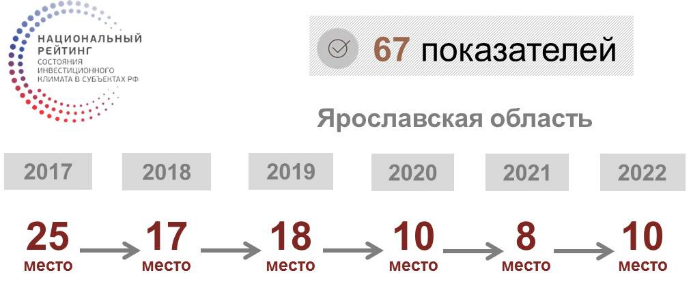 НАЦИОНАЛЬНЫЙ
РЕЙТИНГ
СОСТОЯНИЯ
ИНВЕСТИЦИОННОГО
КЛИМАТА В СУБЪЕКТАХ РФ
67 показателей
Ярославская область
2017 2018 2019 2020 2021 2022
25 17 18 10 8 10
место место место место место место